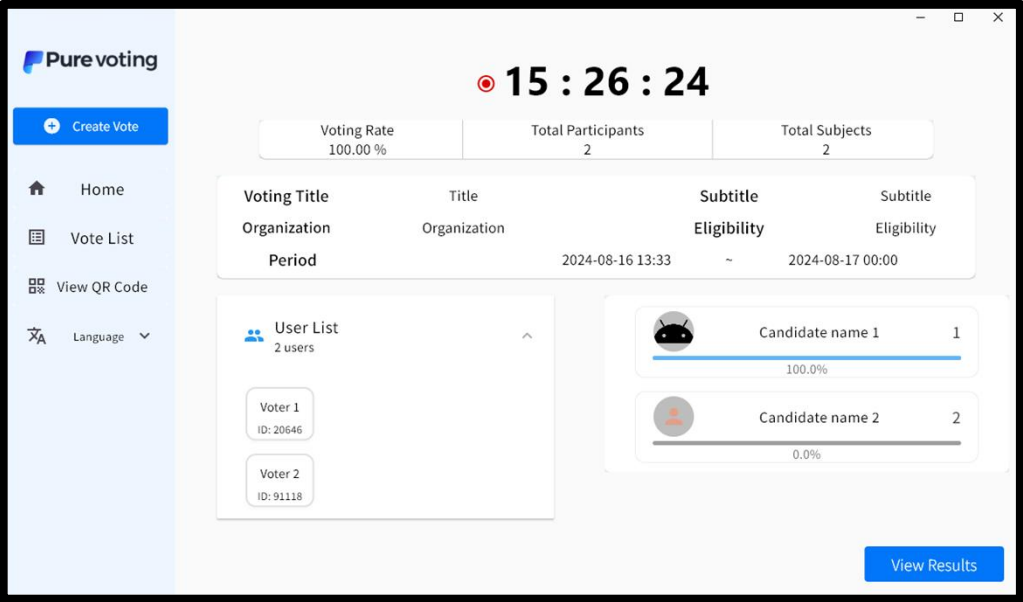 Pure voting
Create Vote
Home
Vote List
View QR Code
Language
15 : 26 : 24
Voting Rate Total Participants Total Subjects
100.00 % 2 2
Voting Title Title Subtitle Subtitle
Organization Organization Eligibility Eligibility
Period 2024-08-16 13:33 ~ 2024-08-17 00:00
User List
2 users
Voter 1
ID: 20646
Voter 2
ID: 91118
Candidate name 1 1
100.0%
Candidate name 2 2
0.0%
View Results